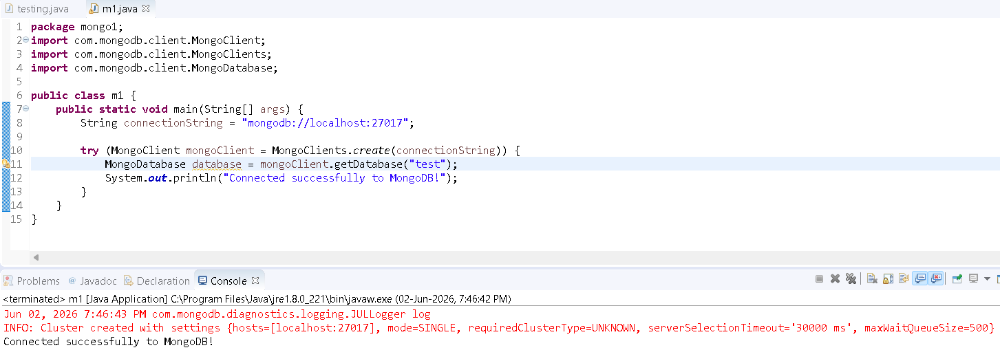 testing.java m1.java
1 package mongo1;
2 import com.mongodb.client.MongoClient;
3 import com.mongodb.client.MongoClients;
4 import com.mongodb.client.MongoDatabase;
5
6 public class m1 {
7     public static void main(String[] args) {
8         String connectionString = "mongodb://localhost:27017";
9
10         try (MongoClient mongoClient = MongoClients.create(connectionString)) {
11             MongoDatabase database = mongoClient.getDatabase("test");
12             System.out.println("Connected successfully to MongoDB!");
13         }
14     }
15 }
Problems @ Javadoc Declaration Console
<terminated> m1 [Java Application] C:\Program Files\Java\jre1.8.0_221\bin\javaw.exe (02-Jun-2026, 7:46:42 PM)
Jun 02, 2026 7:46:43 PM com.mongodb.diagnostics.logging.JULLogger log
INFO: Cluster created with settings {hosts=[localhost:27017], mode=SINGLE, requiredClusterType=UNKNOWN, serverSelectionTimeout='30000 ms', maxWaitQueueSize=500}
Connected successfully to MongoDB!